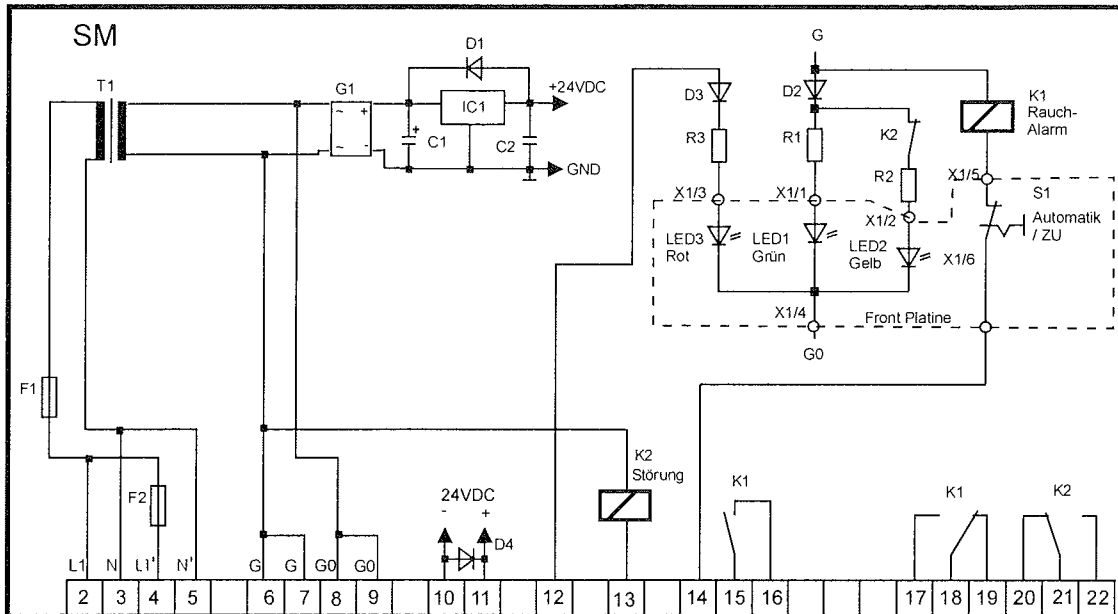 SM
D1
G
T1
G1
+24VDC
IC1
D3
D2
K1
Rauch-
Alarm
~ +
~ -
+
C1
C2
R3
R1
K2
GND
R2
X1/3
X1/1
X1/5
X1/2
S1
Automatik
/ ZU
LED3
Rot
LED1
Grün
LED2
Gelb
X1/6
X1/4
Front Platine
G0
F1
F2
K2
Störung
24VDC
- +
D4
K1
K1
K2
L1 N L1' N' G G G0 G0
2 3 4 5 6 7 8 9 10 11 12 13 14 15 16 17 18 19 20 21 22